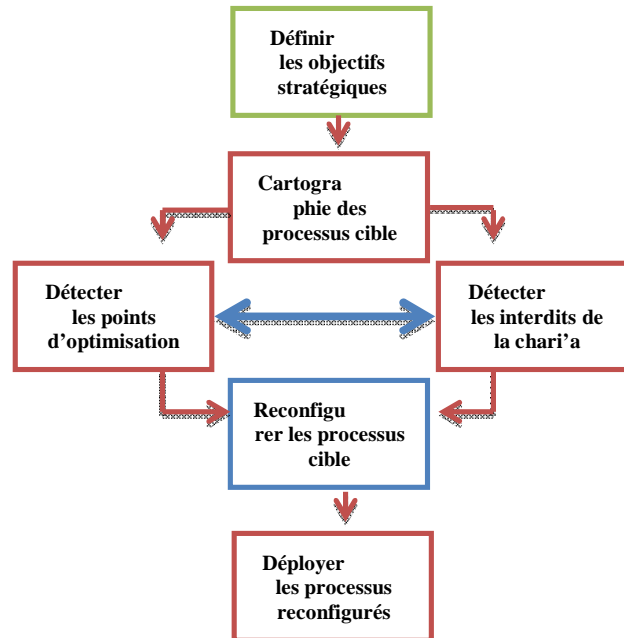 Définir
les objectifs
stratégiques
Cartogra
phie des
processus cible
Détecter
les points
d’optimisation
Détecter
les interdits de
la chari’a
Reconfigu
rer les processus
cible
Déployer
les processus
reconfigurés